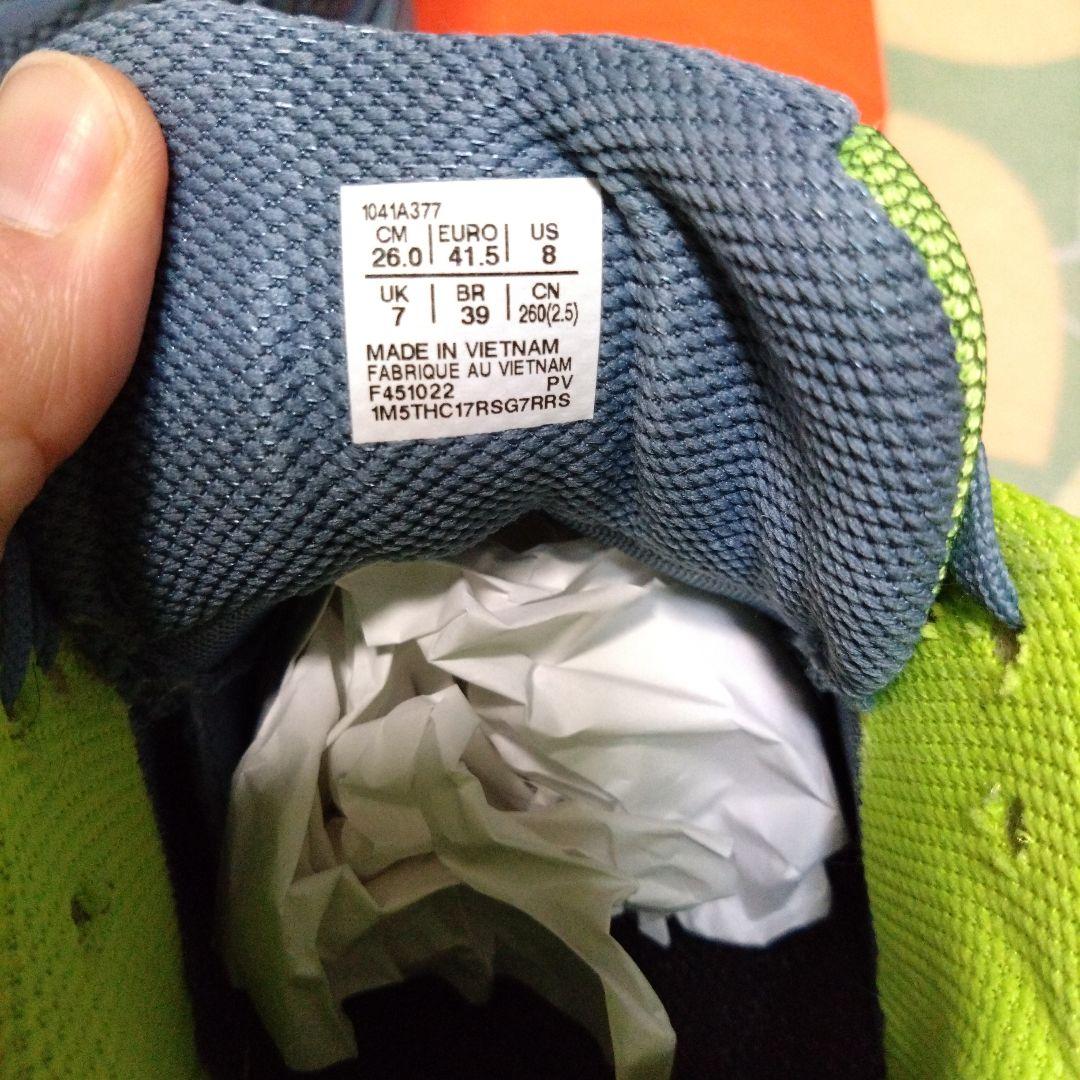 1041A377
CM | EURO | US
26.0 | 41.5 | 8
UK | BR | CN
7 | 39 | 260(2.5)
MADE IN VIETNAM
FABRIQUE AU VIETNAM
F451022 PV
1M5THC17RSG7RRS